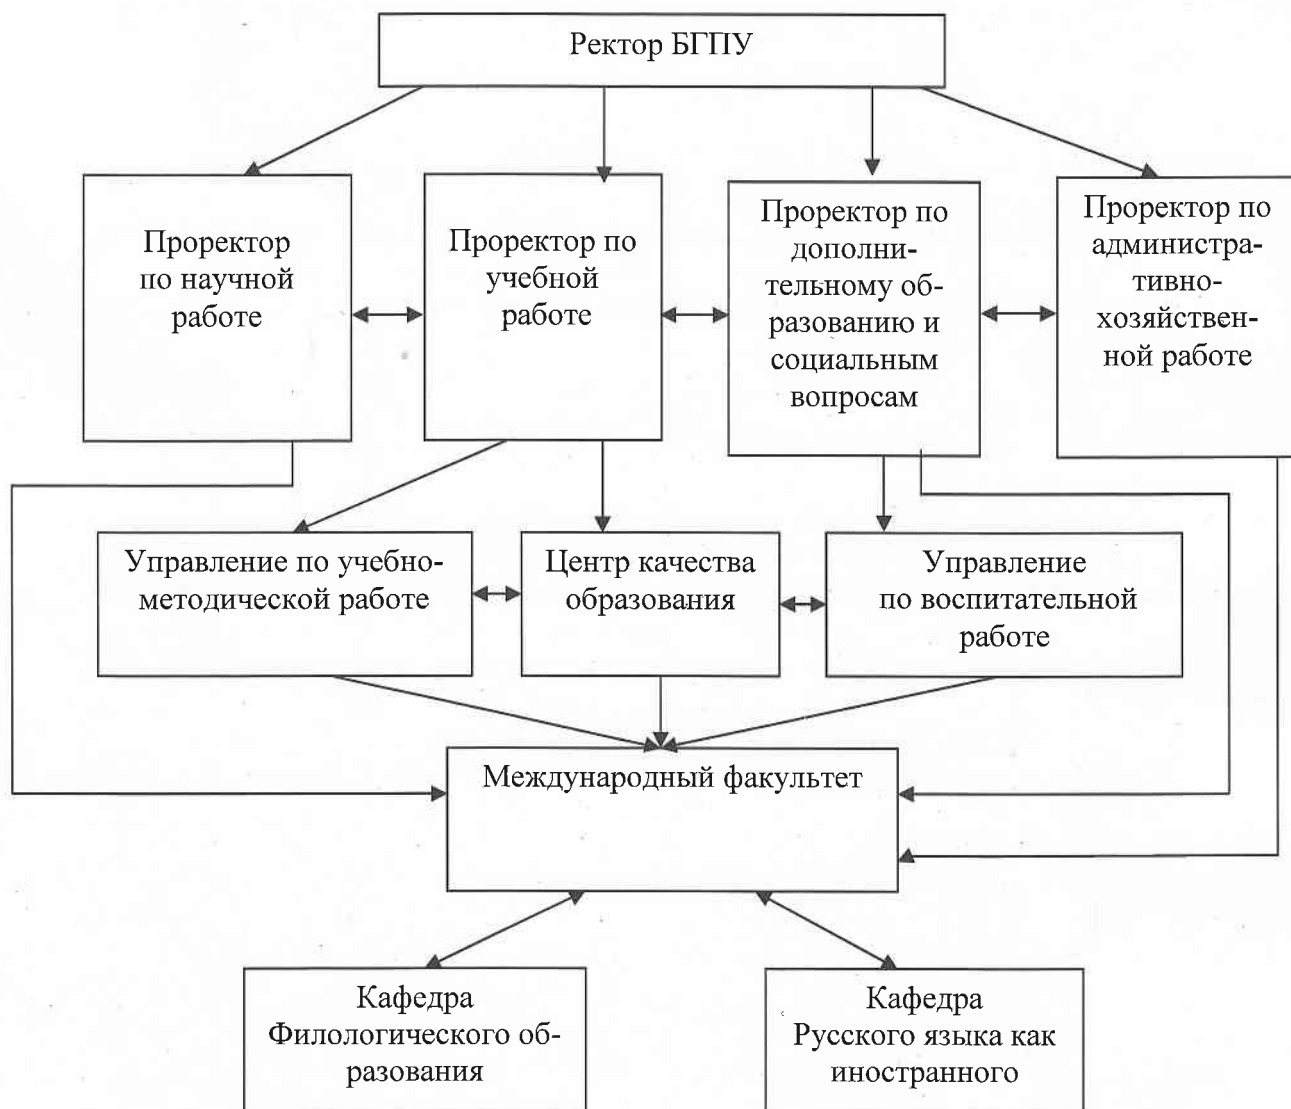 Ректор БГПУ
Проректор
по научной
работе
Проректор по
учебной
работе
Проректор по
дополни-
тельному об-
разованию и
социальным
вопросам
Проректор по
администра-
тивно-
хозяйствен-
ной работе
Управление по учебно-
методической работе
Центр качества
образования
Управление
по воспитательной
работе
Международный факультет
Кафедра
Филологического об-
разования
Кафедра
Русского языка как
иностранного